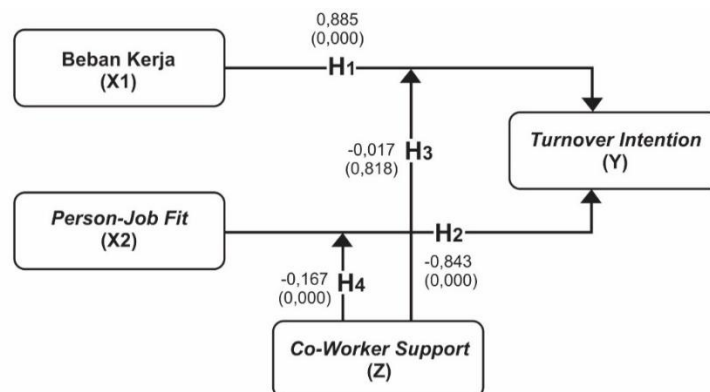 0,885
(0,000)
Beban Kerja
(X1)
H1
Turnover Intention
(Y)
-0,017
(0,818)
H3
Person-Job Fit
(X2)
H2
-0,843
(0,000)
-0,167
(0,000)
H4
Co-Worker Support
(Z)